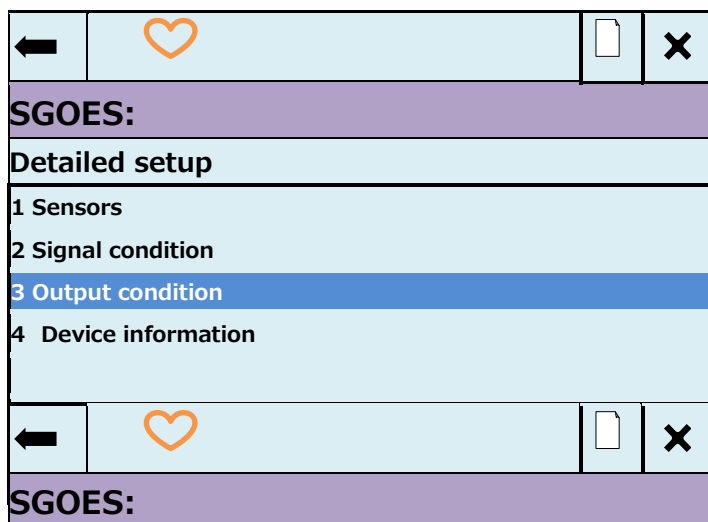 SGOES:
Detailed setup
1 Sensors
2 Signal condition
3 Output condition
4 Device information
SGOES: